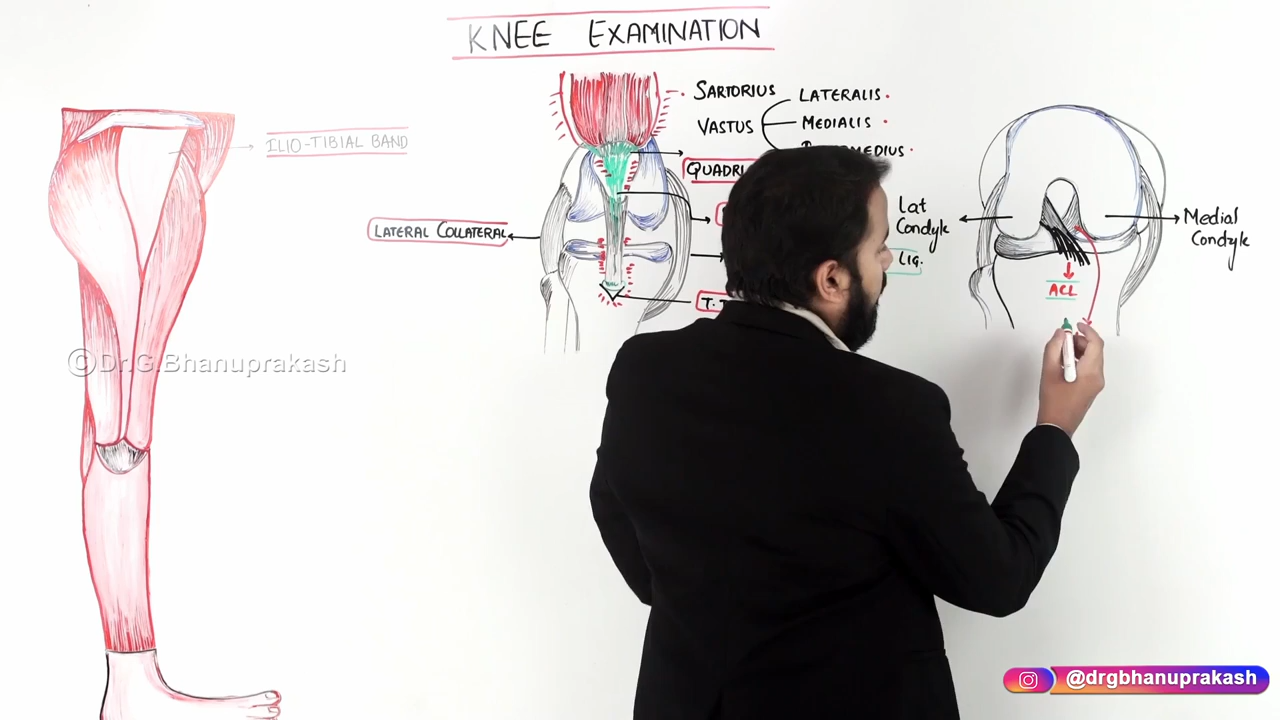 KNEE EXAMINATION
ILIO-TIBIAL BAND
SARTORIUS
VASTUS
LATERALIS
MEDIALIS
LATERAL COLLATERAL
Lat
Condyle
LIG.
Medial
Condyle
ACL
©Dr.G.Bhanuprakash
@drgbhanuprakash